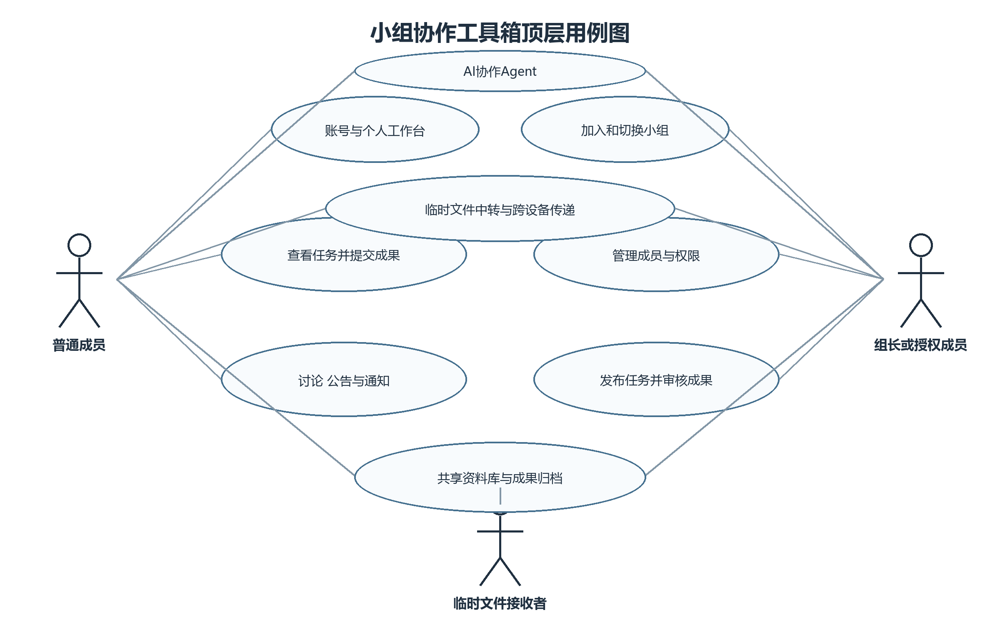 小组协作工具箱顶层用例图
AI协作Agent
账号与个人工作台
加入和切换小组
临时文件中转与跨设备传递
查看任务并提交成果
管理成员与权限
普通成员
组长或授权成员
讨论 公告与通知
发布任务并审核成果
共享资料库与成果归档
临时文件接收者